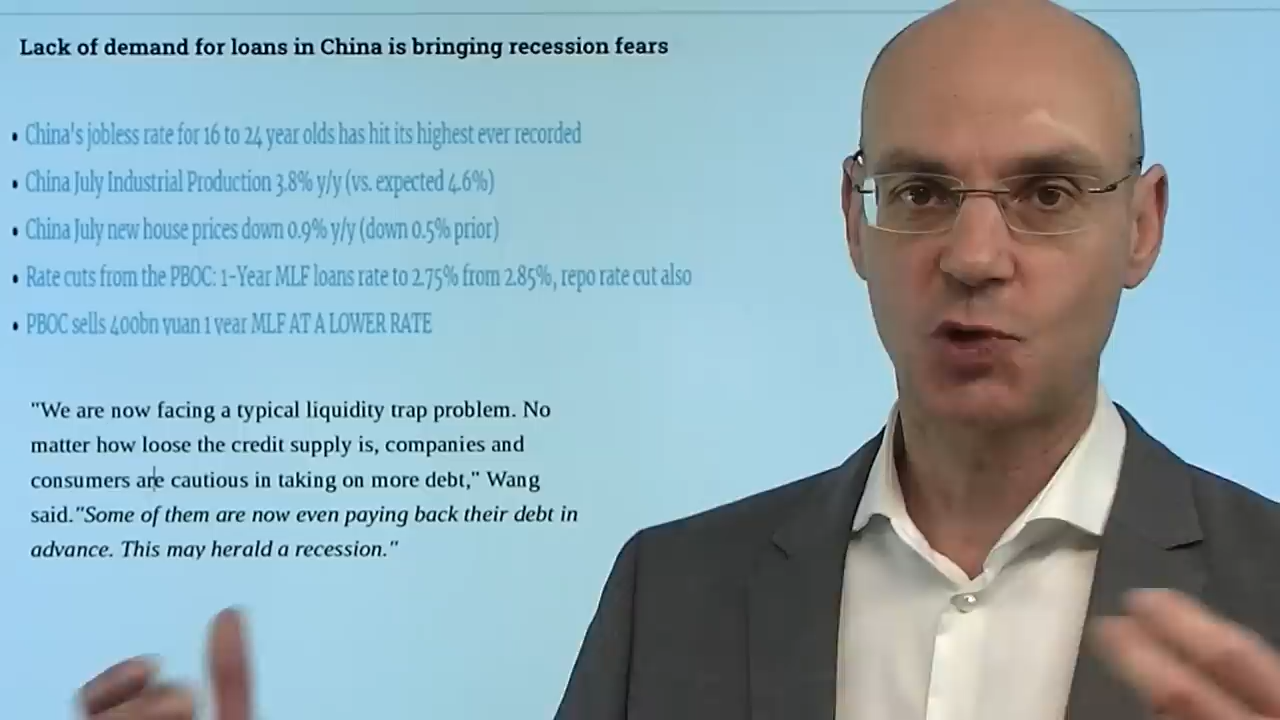 Lack of demand for loans in China is bringing recession fears
• China's jobless rate for 16 to 24 year olds has hit its highest ever recorded
• China July Industrial Production 3.8% y/y (vs. expected 4.6%)
• China July new house prices down 0.9% y/y (down 0.5% prior)
• Rate cuts from the PBOC: 1-Year MLF loans rate to 2.75% from 2.85%, repo rate cut also
• PBOC sells 400bn yuan 1 year MLF AT A LOWER RATE
"We are now facing a typical liquidity trap problem. No
matter how loose the credit supply is, companies and
consumers are cautious in taking on more debt," Wang
said."Some of them are now even paying back their debt in
advance. This may herald a recession."